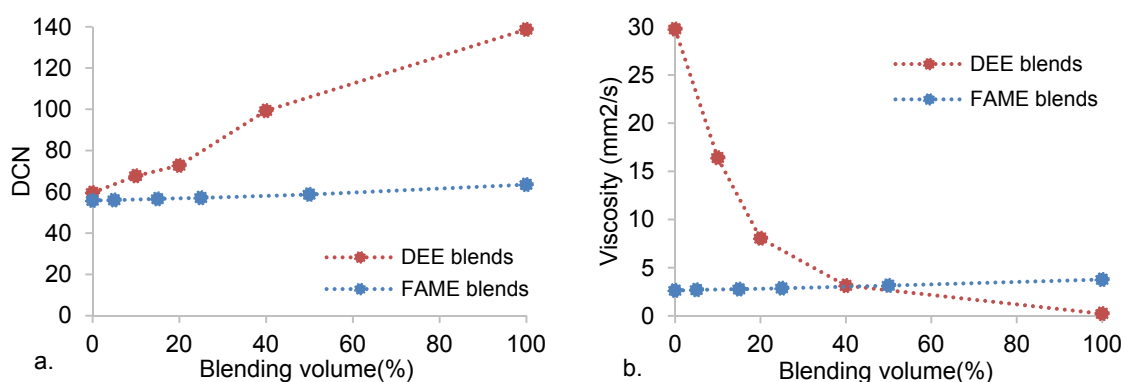 140
120
100
80
60
40
20
0
DCN
DEE blends
FAME blends
0 20 40 60 80 100
a. Blending volume(%)
30
25
20
15
10
5
0
Viscosity (mm2/s)
DEE blends
FAME blends
0 20 40 60 80 100
b. Blending volume(%)